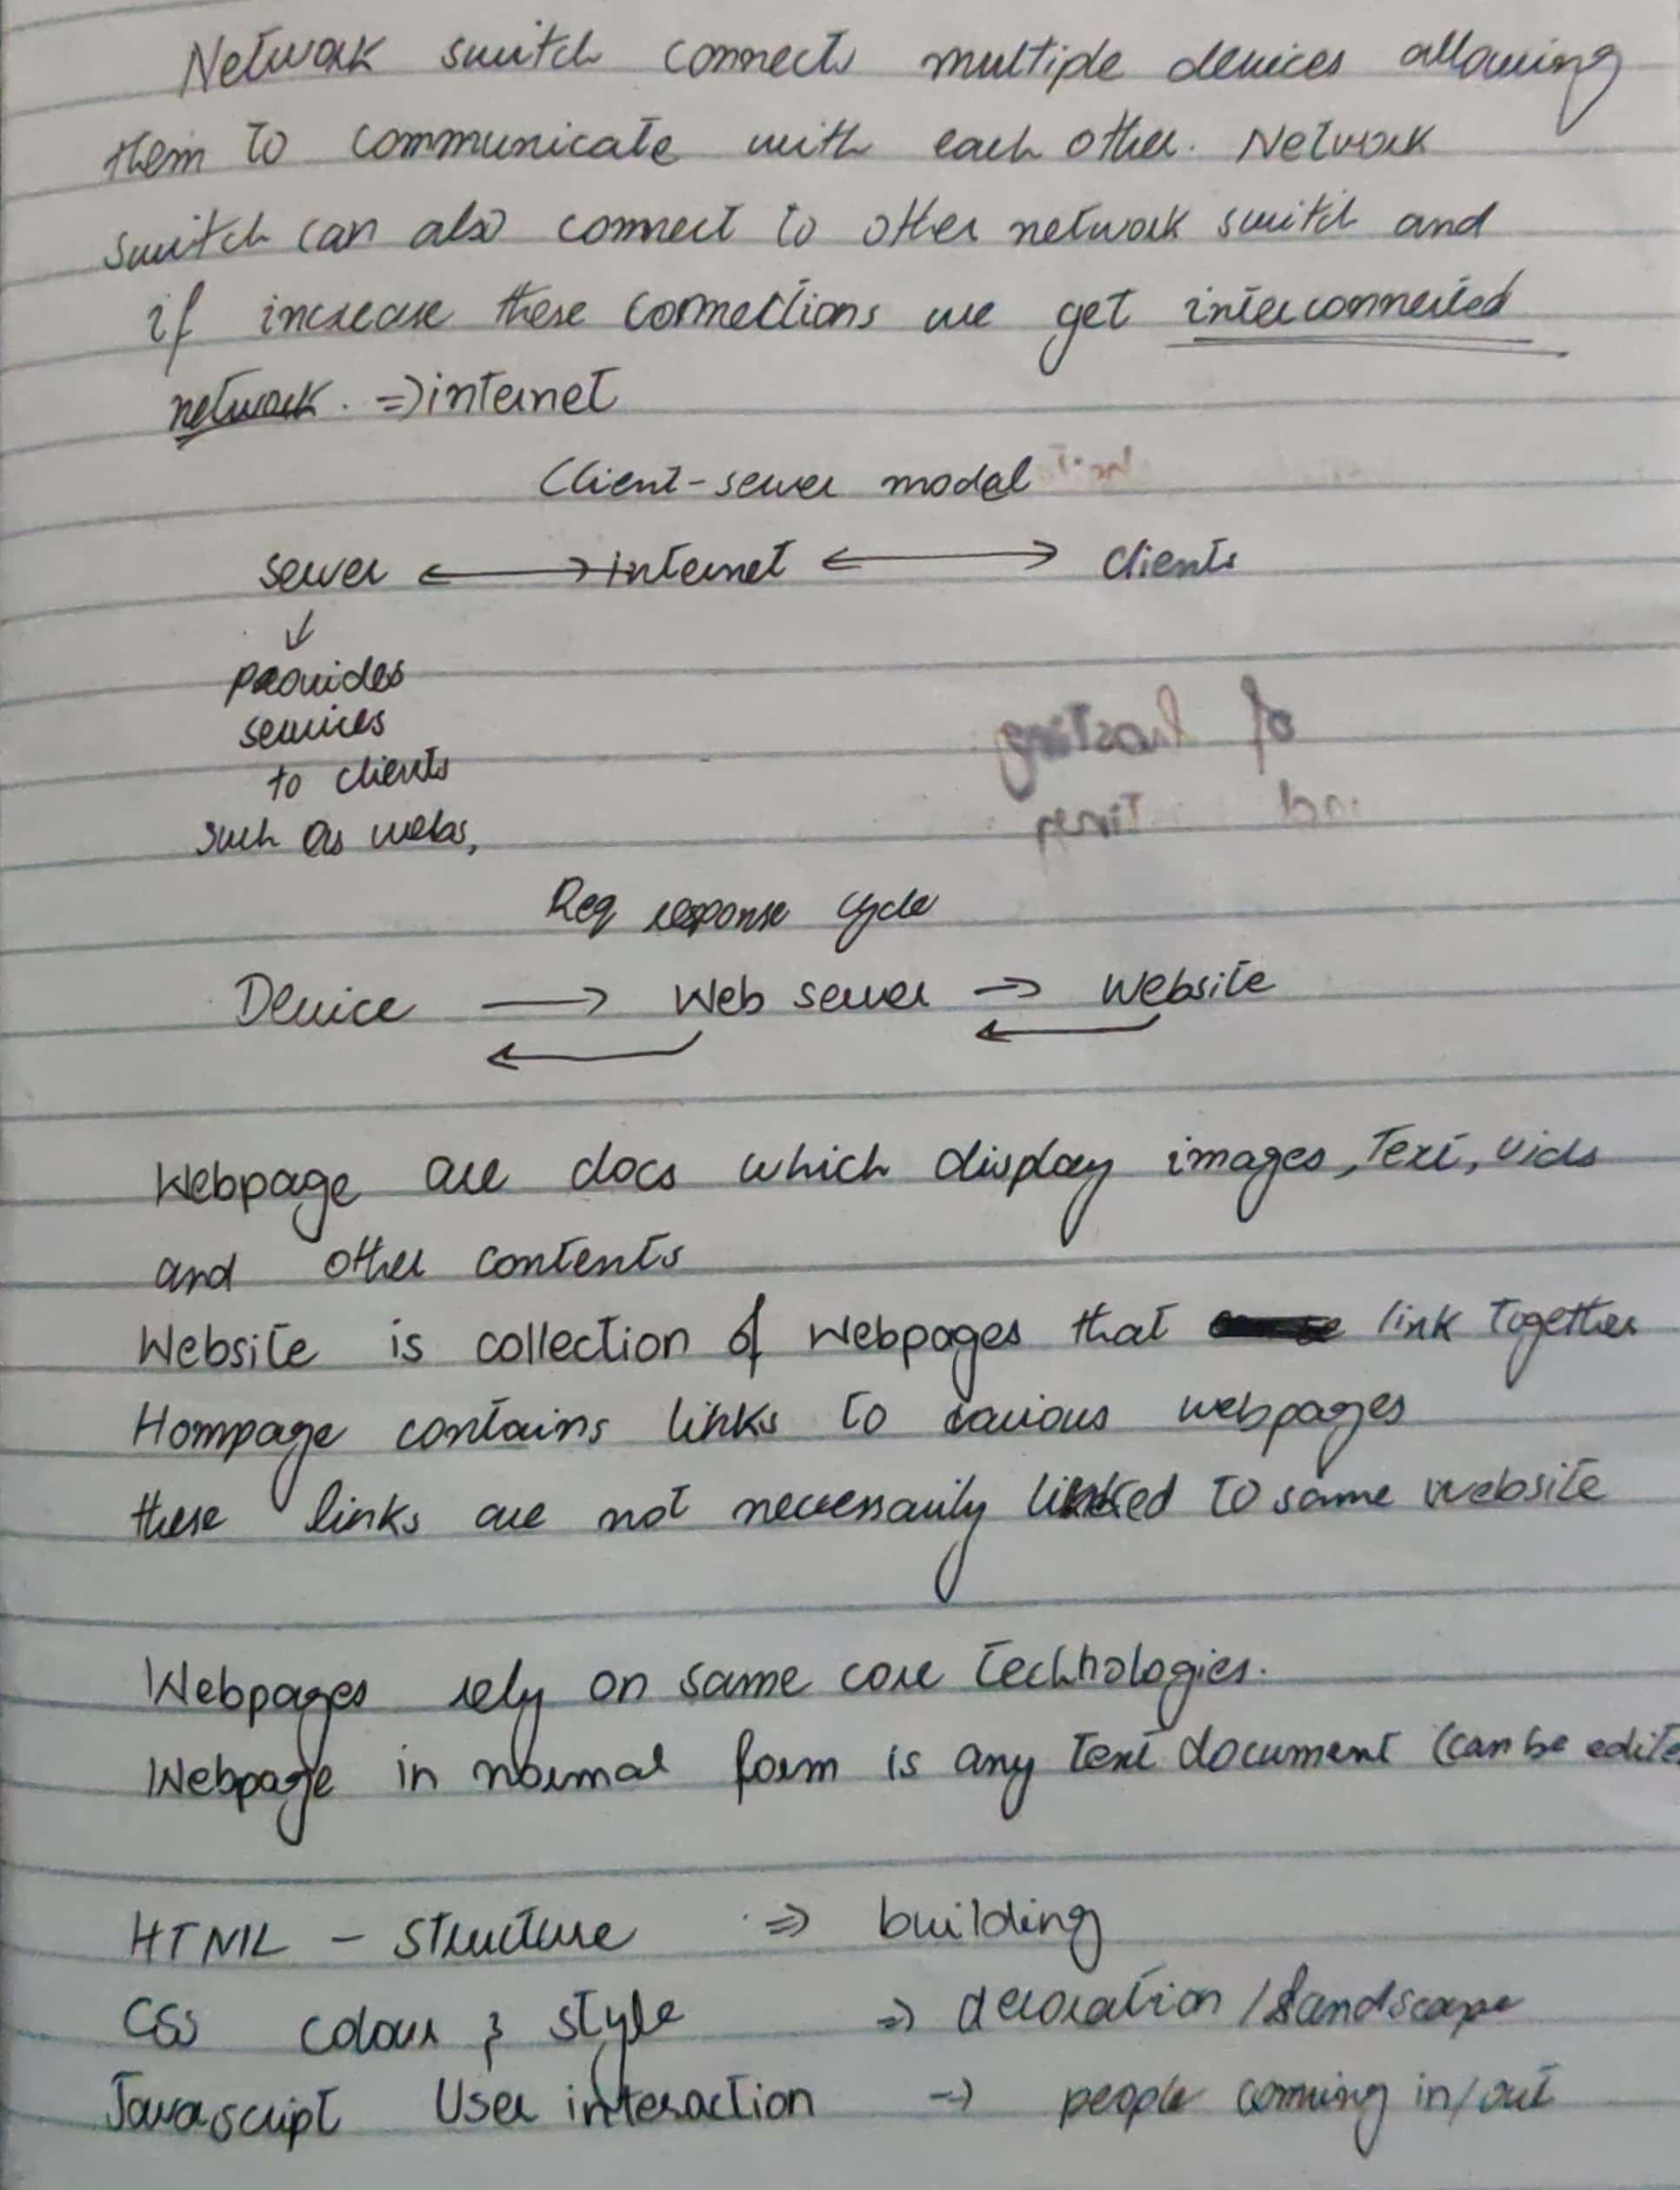 Network switch connects multiple devices allowing
them to communicate with each other. Network
switch can also connect to other network switch and
if increase these connections we get interconnected
network. => internet
Client-server modal
server <--> internet <--> clients
↓
provides
services
to clients
such as webs,
Req response cycle
Device → Web server → Website
← ←
Webpage are docs which display images, Text, vids
and other contents
Website is collection of webpages that link together
Hompage contains links to various webpages
these links are not necessarily linked to same website
Webpages rely on same core technologies.
Webpage in normal form is any text document (can be edite
HTML - structure => building
CSS colour & style => decoration / landscape
Javascript User interaction → people coming in/out